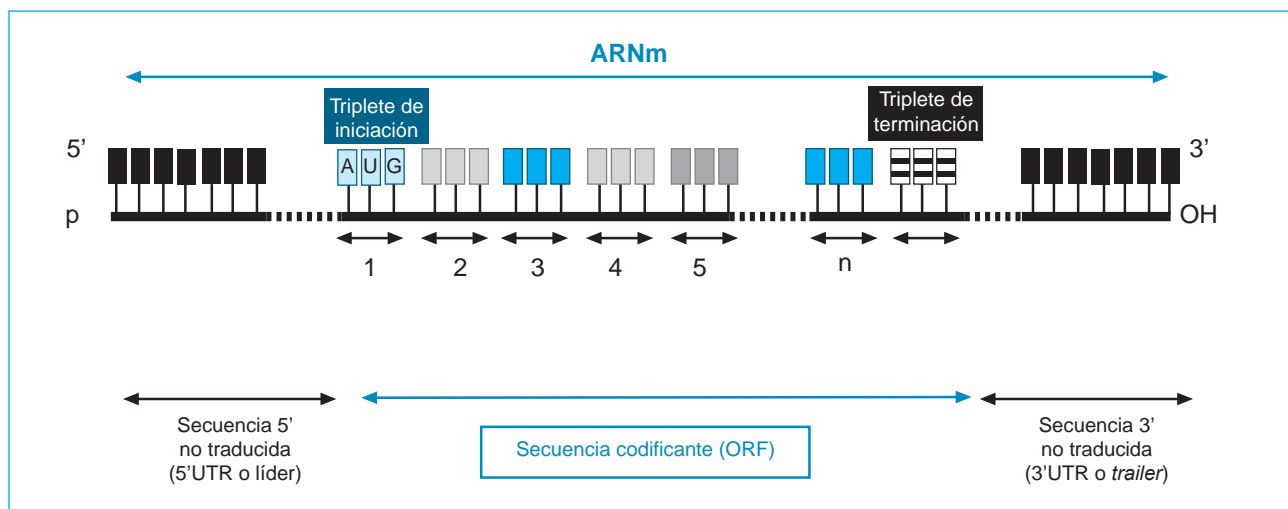 ARNm
Triplete de
iniciación
Triplete de
terminación
5’
3’
A U G
p
OH
1 2 3 4 5 n
Secuencia 5’
no traducida
(5’UTR o líder)
Secuencia codificante (ORF)
Secuencia 3’
no traducida
(3’UTR o trailer)